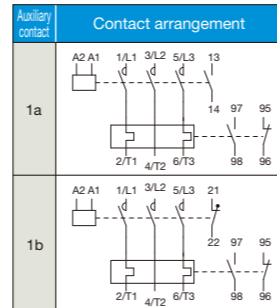 Auxiliary contact
Contact arrangement
1a
A2 A1 1/L1 3/L2 5/L3 13
14 97 95
2/T1 4/T2 6/T3 98 96
1b
A2 A1 1/L1 3/L2 5/L3 21
22 97 95
2/T1 4/T2 6/T3 98 96